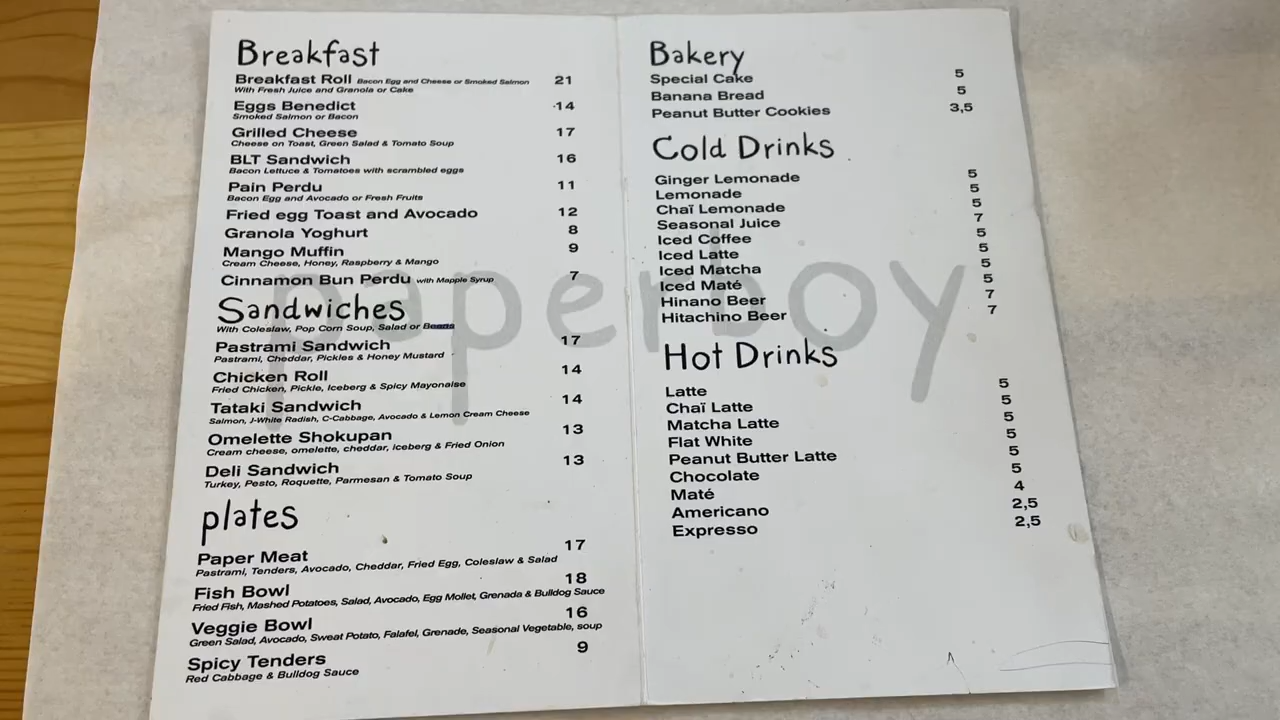 Breakfast
Breakfast Roll Bacon Egg and Cheese or Smoked Salmon 21
With Fresh Juice and Granola or Cake
Eggs Benedict 14
Smoked Salmon or Bacon
Grilled Cheese 17
Cheese on Toast, Green Salad & Tomato Soup
BLT Sandwich 16
Bacon Lettuce & Tomatoes with scrambled eggs
Pain Perdu 11
Bacon Egg and Avocado or Fresh Fruits
Fried egg Toast and Avocado 12
Granola Yoghurt 8
Mango Muffin 9
Cream Cheese, Honey, Raspberry & Mango
Cinnamon Bun Perdu with Mapple Syrup 7
Sandwiches
With Coleslaw, Pop Corn Soup, Salad or Beans
Pastrami Sandwich 17
Pastrami, Cheddar, Pickles & Honey Mustard
Chicken Roll 14
Fried Chicken, Pickle, Iceberg & Spicy Mayonaise
Tataki Sandwich 14
Salmon, J-White Radish, C-Cabbage, Avocado & Lemon Cream Cheese
Omelette Shokupan 13
Cream cheese, omelette, cheddar, iceberg & Fried Onion
Deli Sandwich 13
Turkey, Pesto, Roquette, Parmesan & Tomato Soup
plates
Paper Meat 17
Pastrami, Tenders, Avocado, Cheddar, Fried Egg, Coleslaw & Salad
Fish Bowl 18
Fried Fish, Mashed Potatoes, Salad, Avocado, Egg Mollet, Grenada & Bulldog Sauce
Veggie Bowl 16
Green Salad, Avocado, Sweat Potato, Falafel, Grenade, Seasonal Vegetable, soup
Spicy Tenders 9
Red Cabbage & Bulldog Sauce
Bakery
Special Cake 5
Banana Bread 5
Peanut Butter Cookies 3,5
Cold Drinks
Ginger Lemonade 5
Lemonade 5
Chaï Lemonade 5
Seasonal Juice 7
Iced Coffee 5
Iced Latte 5
Iced Matcha 5
Iced Maté 5
Hinano Beer 7
Hitachino Beer 7
Hot Drinks
Latte 5
Chaï Latte 5
Matcha Latte 5
Flat White 5
Peanut Butter Latte 5
Chocolate 5
Maté 4
Americano 2,5
Expresso 2,5
paperboy